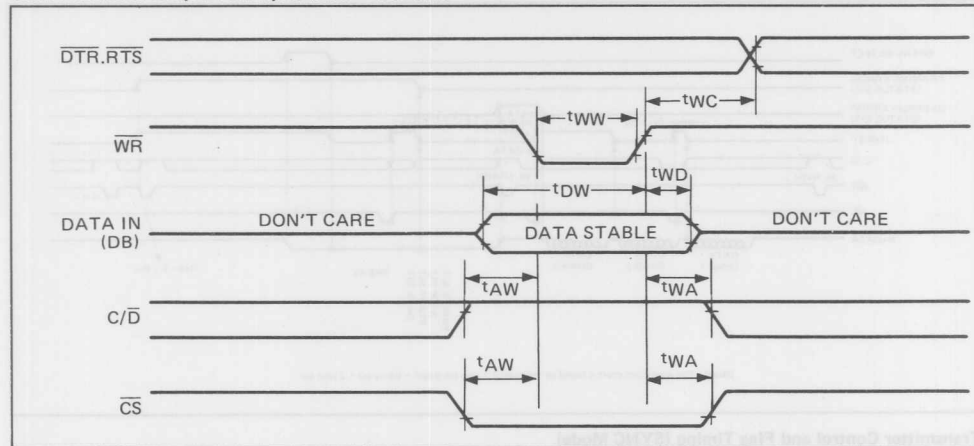 DTR.RTS
tWC
tWW
WR
tWD
tDW
DATA IN
(DB)
DON'T CARE
DATA STABLE
DON'T CARE
tAW
tWA
C/D
tAW
tWA
CS